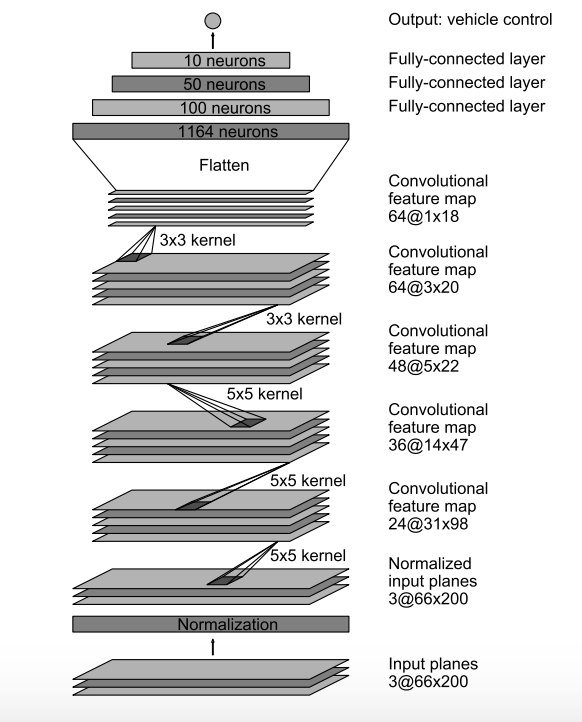 Output: vehicle control
10 neurons
Fully-connected layer
50 neurons
Fully-connected layer
100 neurons
Fully-connected layer
1164 neurons
Flatten
Convolutional
feature map
64@1x18
3x3 kernel
Convolutional
feature map
64@3x20
3x3 kernel
Convolutional
feature map
48@5x22
5x5 kernel
Convolutional
feature map
36@14x47
5x5 kernel
Convolutional
feature map
24@31x98
5x5 kernel
Normalized
input planes
3@66x200
Normalization
Input planes
3@66x200